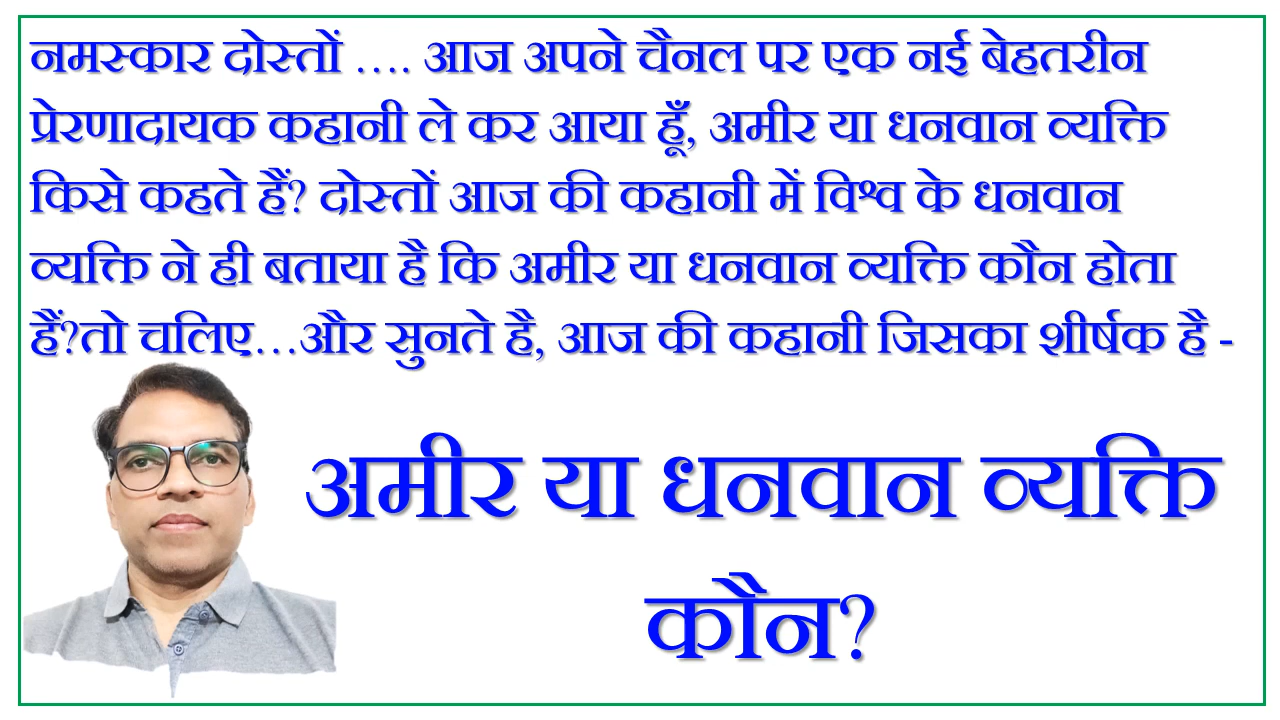 नमस्कार दोस्तों …. आज अपने चैनल पर एक नई बेहतरीन
प्रेरणादायक कहानी ले कर आया हूँ, अमीर या धनवान व्यक्ति
किसे कहते हैं? दोस्तों आज की कहानी में विश्व के धनवान
व्यक्ति ने ही बताया है कि अमीर या धनवान व्यक्ति कौन होता
हैं?तो चलिए…और सुनते है, आज की कहानी जिसका शीर्षक है -
अमीर या धनवान व्यक्ति
कौन?